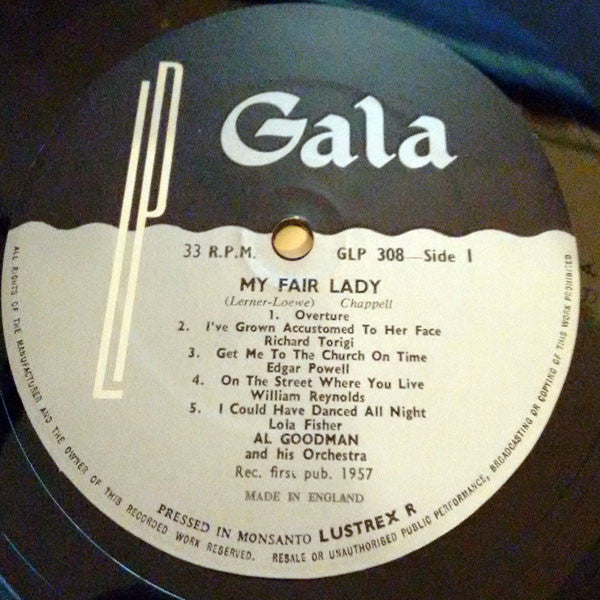 LP
Gala
33 R.P.M. GLP 308—Side 1
MY FAIR LADY
(Lerner-Loewe) Chappell
1. Overture
2. I've Grown Accustomed To Her Face
Richard Torigi
3. Get Me To The Church On Time
Edgar Powell
4. On The Street Where You Live
William Reynolds
5. I Could Have Danced All Night
Lola Fisher
AL GOODMAN
and his Orchestra
Rec. first pub. 1957
MADE IN ENGLAND
PRESSED IN MONSANTO LUSTREX R
ALL RIGHTS OF THE MANUFACTURER AND THE OWNER OF THIS RECORDED WORK RESERVED. RESALE OR UNAUTHORISED PUBLIC PERFORMANCE, BROADCASTING OR COPYING OF THIS WORK PROHIBITED